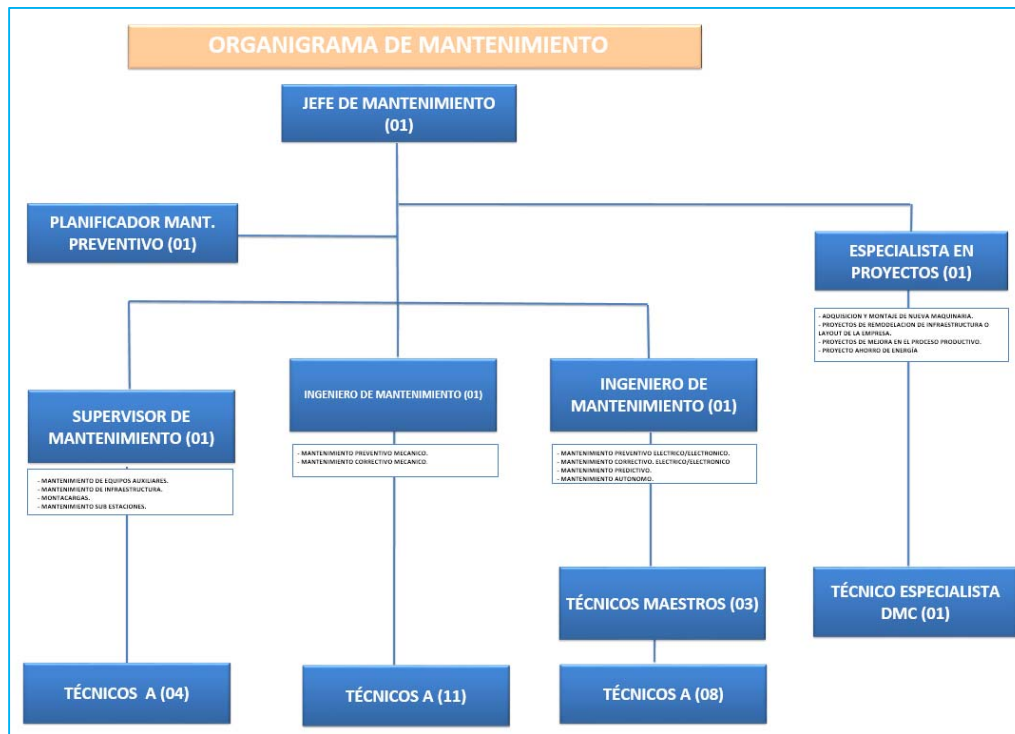 ORGANIGRAMA DE MANTENIMIENTO
JEFE DE MANTENIMIENTO
(01)
PLANIFICADOR MANT.
PREVENTIVO (01)
ESPECIALISTA EN
PROYECTOS (01)
- ADQUISICION Y MONTAJE DE NUEVA MAQUINARIA.
- PROYECTOS DE REMODELACION DE INFRAESTRUCTURA O
LAYOUT DE LA EMPRESA.
- PROYECTOS DE MEJORA EN EL PROCESO PRODUCTIVO.
- PROYECTO AHORRO DE ENERGÍA
SUPERVISOR DE
MANTENIMIENTO (01)
- MANTENIMIENTO DE EQUIPOS AUXILIARES.
- MANTENIMIENTO DE INFRAESTRUCTURA.
- MONTACARGAS.
- MANTENIMIENTO SUB ESTACIONES.
INGENIERO DE MANTENIMIENTO (01)
- MANTENIMIENTO PREVENTIVO MECANICO.
- MANTENIMIENTO CORRECTIVO MECANICO.
INGENIERO DE
MANTENIMIENTO (01)
- MANTENIMIENTO PREVENTIVO ELECTRICO/ELECTRONICO.
- MANTENIMIENTO CORRECTIVO. ELECTRICO/ELECTRONICO
- MANTENIMIENTO PREDICTIVO.
- MANTENIMIENTO AUTONOMO.
TÉCNICOS MAESTROS (03)
TÉCNICO ESPECIALISTA
DMC (01)
TÉCNICOS A (04)
TÉCNICOS A (11)
TÉCNICOS A (08)